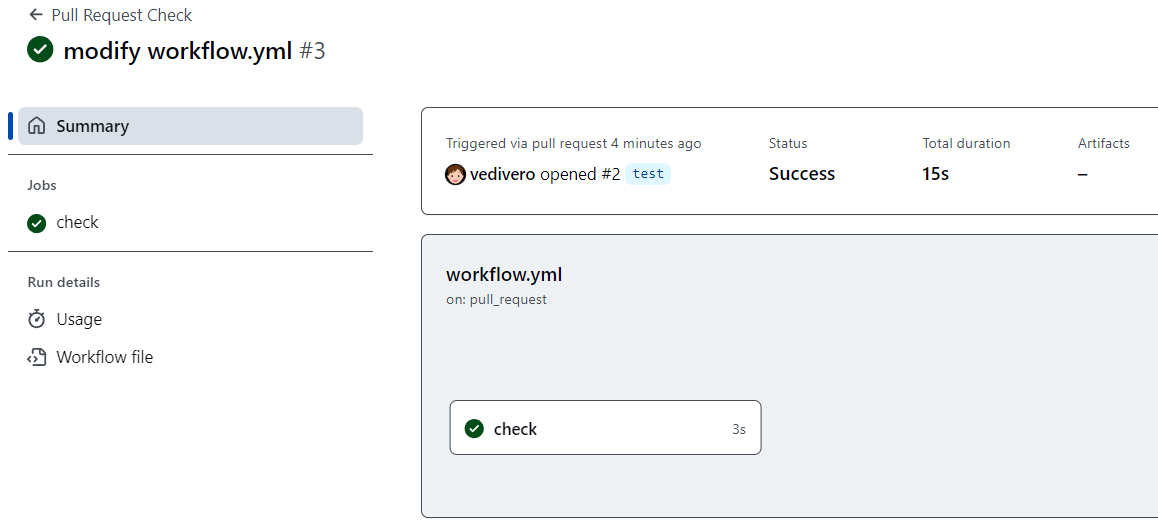 Pull Request Check
modify workflow.yml #3
Summary
Jobs
check
Run details
Usage
Workflow file
Triggered via pull request 4 minutes ago
vedivero opened #2 test
Status
Success
Total duration
15s
Artifacts
–
workflow.yml
on: pull_request
check 3s